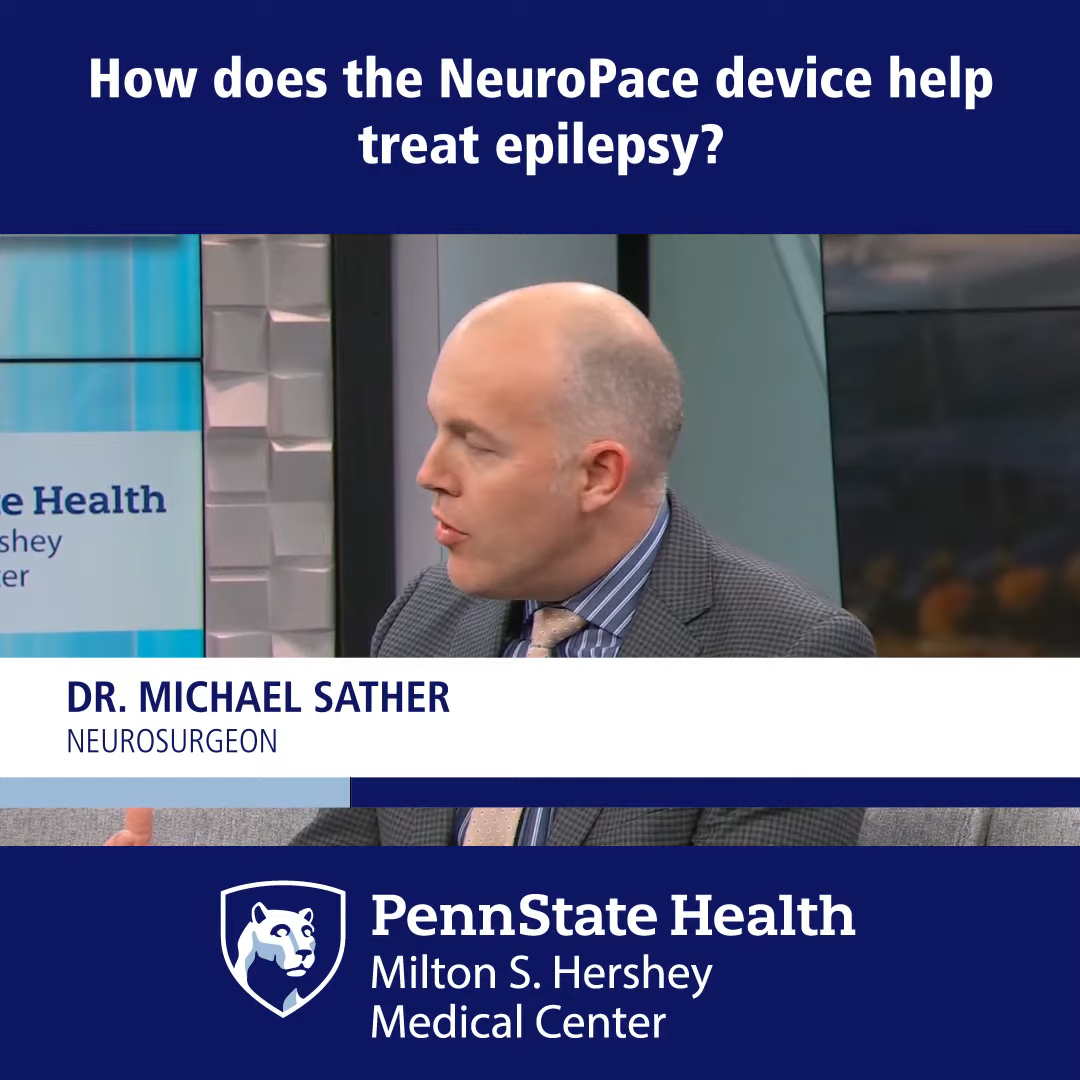 How does the NeuroPace device help
treat epilepsy?
e Health
shey
er
DR. MICHAEL SATHER
NEUROSURGEON
PennState Health
Milton S. Hershey
Medical Center